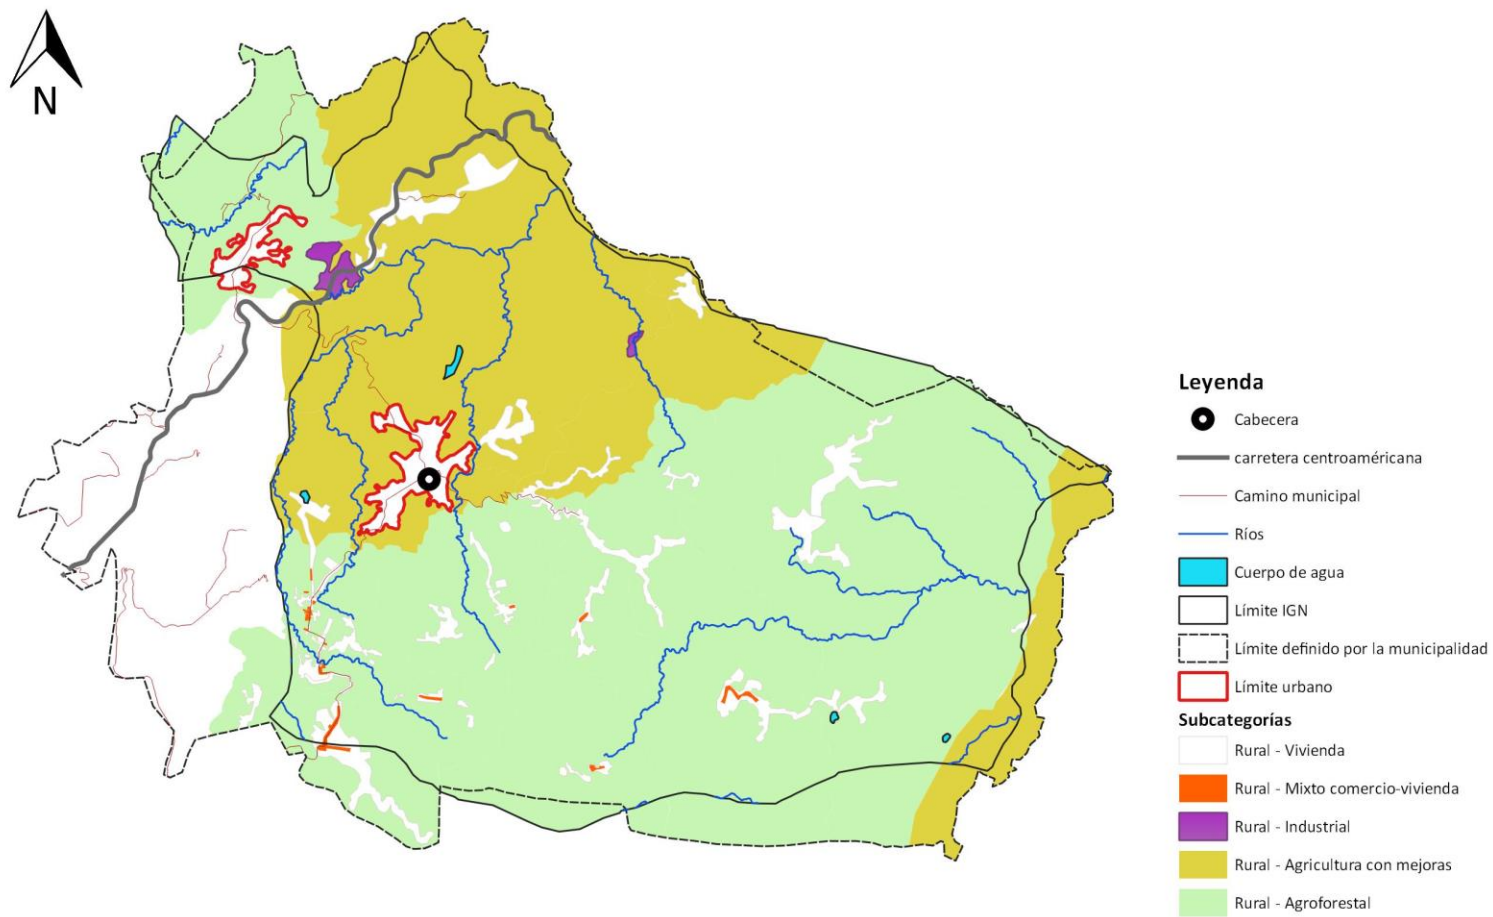 N
Leyenda
Cabecera
carretera centroaméricana
Camino municipal
Ríos
Cuerpo de agua
Límite IGN
Límite definido por la municipalidad
Límite urbano
Subcategorías
Rural - Vivienda
Rural - Mixto comercio-vivienda
Rural - Industrial
Rural - Agricultura con mejoras
Rural - Agroforestal